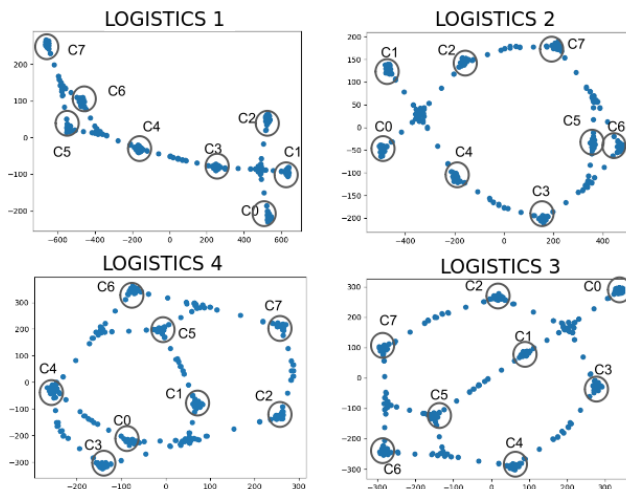 LOGISTICS 1
C7
C6
C5
C4
C3
C2
C1
C0
200
100
0
−100
−200
−600
−400
−200
0
200
400
600
LOGISTICS 2
C1
C2
C7
C0
C4
C5
C6
C3
150
100
50
0
−50
−100
−150
−200
−400
−200
0
200
400
LOGISTICS 4
C6
C7
C5
C4
C1
C2
C0
C3
300
200
100
0
−100
−200
−300
−200
−100
0
100
200
300
LOGISTICS 3
C2
C0
C7
C1
C3
C5
C6
C4
300
200
100
0
−100
−200
−300
−300
−200
−100
0
100
200
300